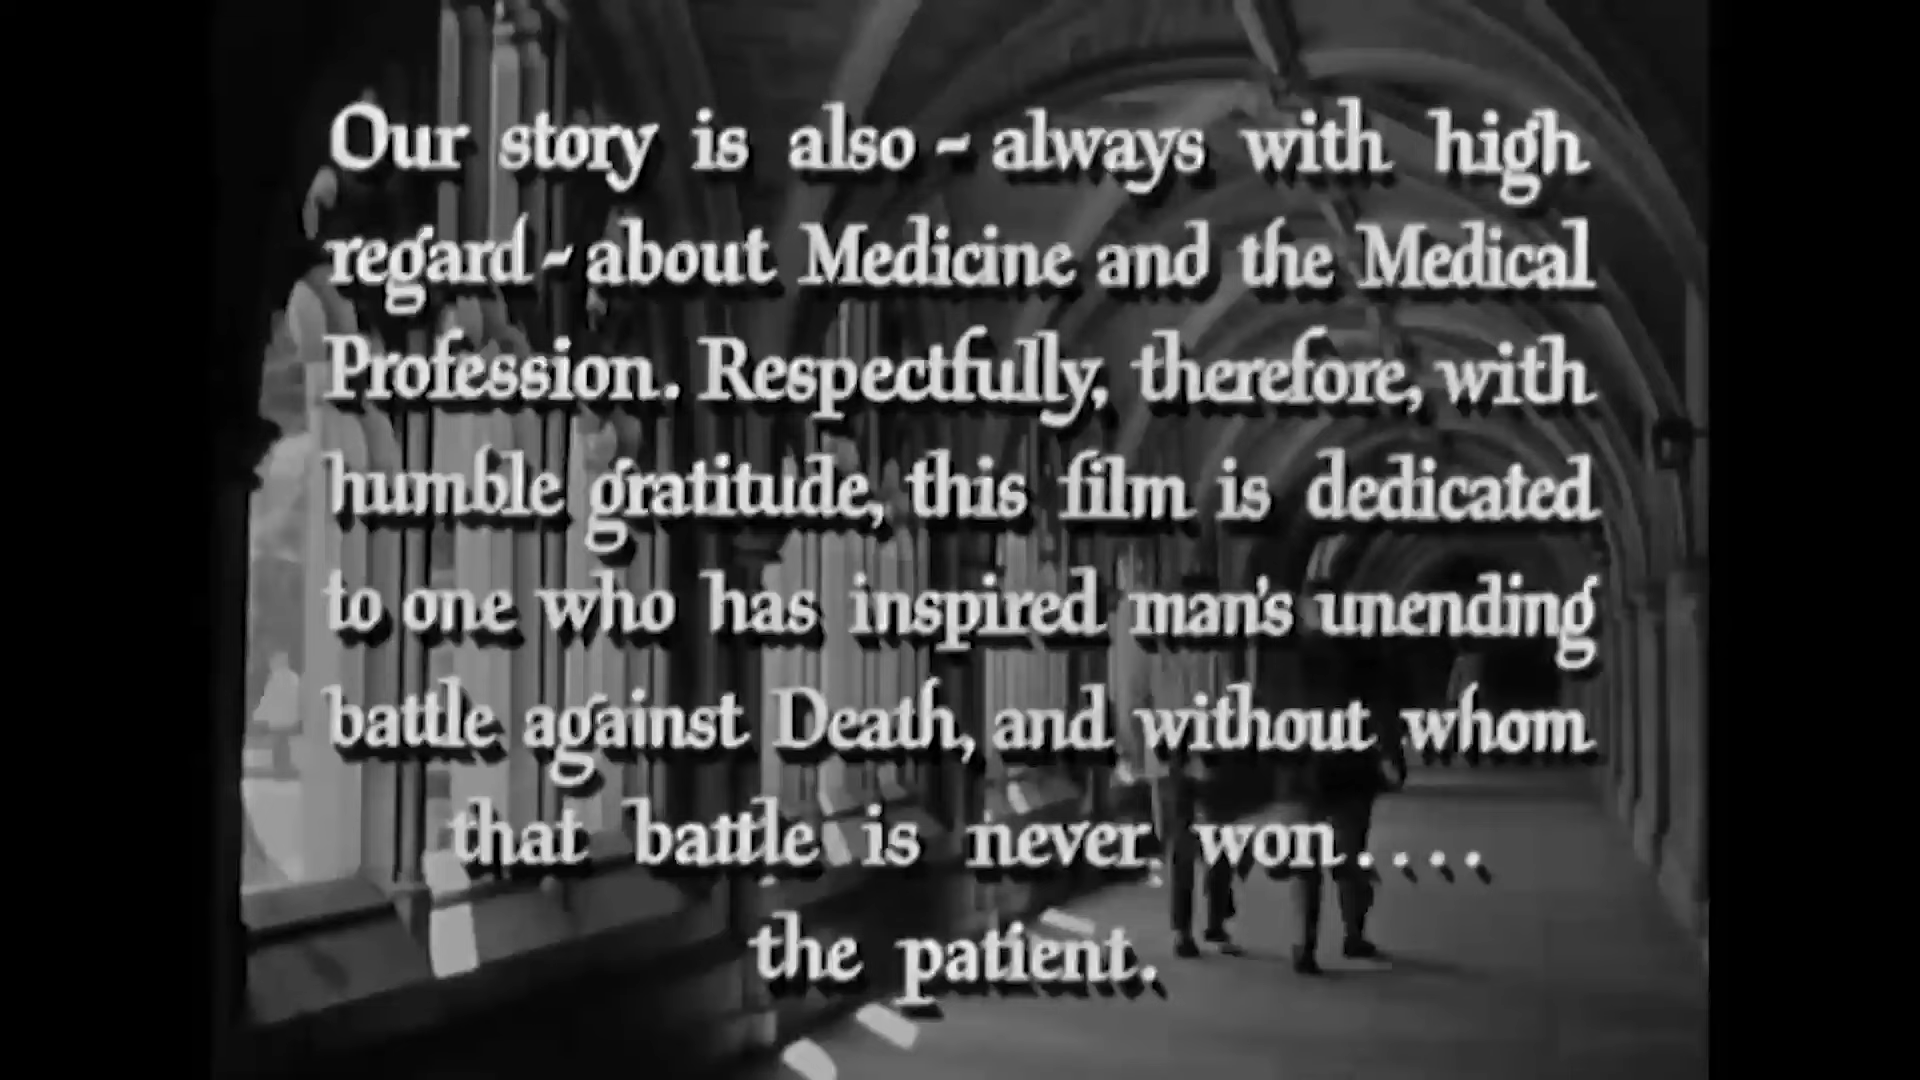 Our story is also - always with high
regard - about Medicine and the Medical
Profession. Respectfully, therefore, with
humble gratitude, this film is dedicated
to one who has inspired man's unending
battle against Death, and without whom
that battle is never won....
the patient.